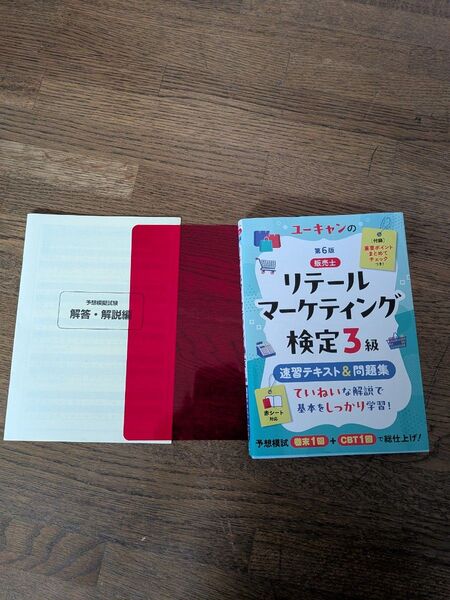 予想模擬試験
解答・解説編
ユーキャンの
第6版
販売士
リテール
マーケティング
検定3級
付録
重要ポイント
まとめて
チェック
つき!
速習テキスト&問題集
赤シート
対応
ていねいな解説で
基本をしっかり学習!
予想模試 巻末1回 + CBT1回 で総仕上げ!